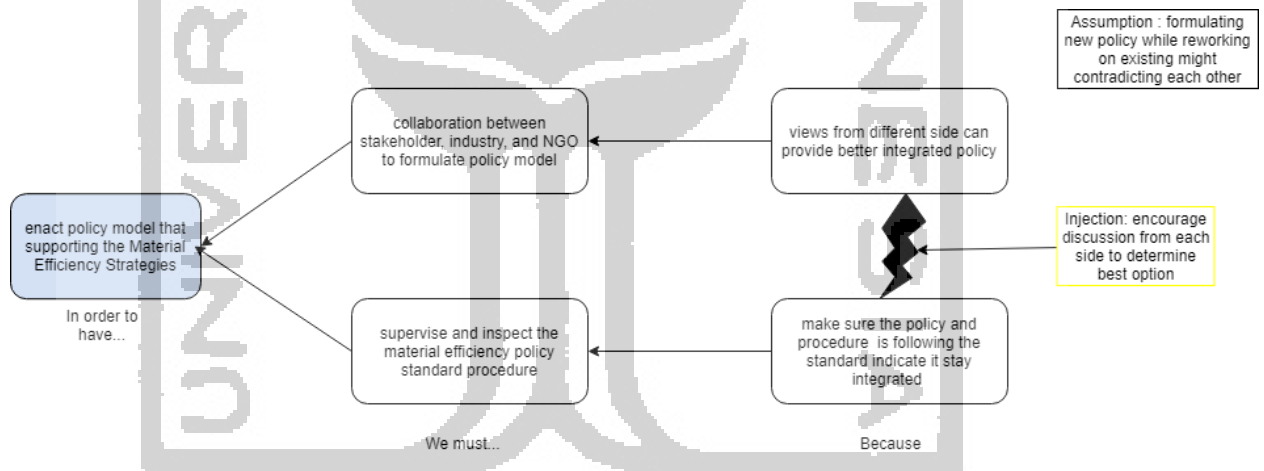 Assumption : formulating
new policy while reworking
on existing might
contradicting each other
collaboration between
stakeholder, industry, and NGO
to formulate policy model
views from different side can
provide better integrated policy
enact policy model that
supporting the Material
Efficiency Strategies
In order to
have...
Injection: encourage
discussion from each
side to determine
best option
supervise and inspect the
material efficiency policy
standard procedure
make sure the policy and
procedure is following the
standard indicate it stay
integrated
We must...
Because
UNIVER